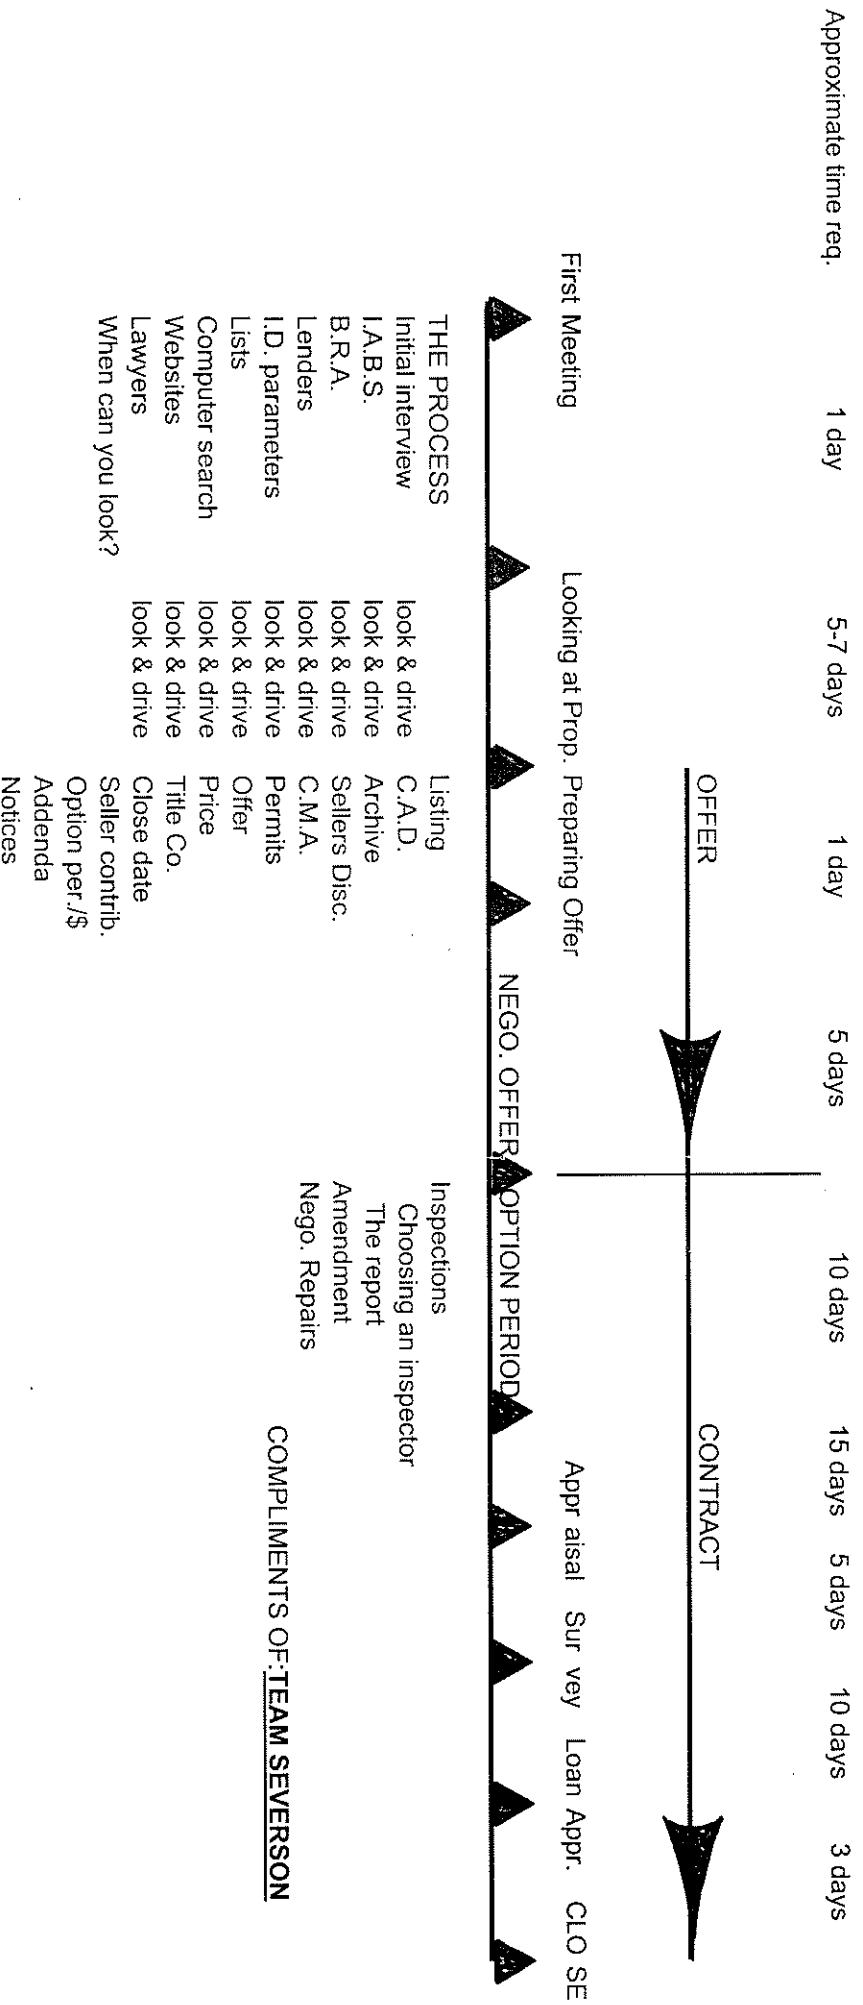 Approximate time req. 1 day 5-7 days 1 day 5 days 10 days 15 days 5 days 10 days 3 days
OFFER CONTRACT
First Meeting Looking at Prop. Preparing Offer Appr aisal Sur vey Loan Appr. CLO SE
NEGO. OFFER OPTION PERIOD
THE PROCESS Listing Inspections
Initial interview look & drive C.A.D. Choosing an inspector
I.A.B.S. look & drive Archive The report
B.R.A. look & drive Sellers Disc. Amendment
Lenders look & drive C.M.A. Nego. Repairs
I.D. parameters look & drive Permits COMPLIMENTS OF:TEAM SEVERSON
Lists look & drive Offer
Computer search look & drive Price
Websites look & drive Title Co.
Lawyers look & drive Close date
When can you look? Seller contrib.
Option per./$
Addenda
Notices